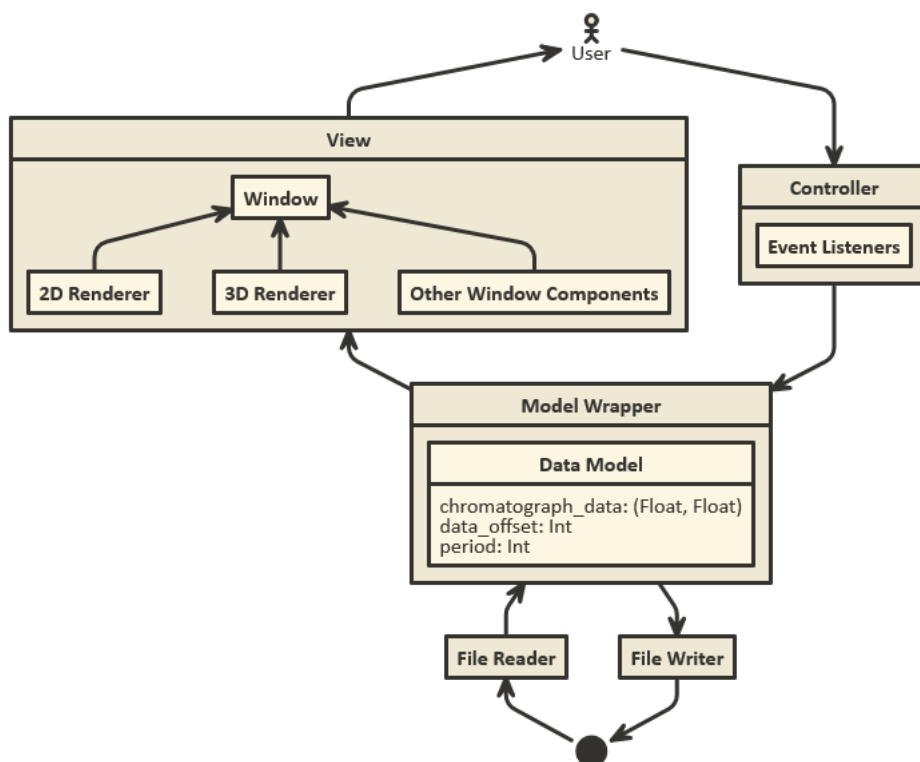 User
View
Window
2D Renderer
3D Renderer
Other Window Components
Controller
Event Listeners
Model Wrapper
Data Model
chromatograph_data: (Float, Float)
data_offset: Int
period: Int
File Reader
File Writer